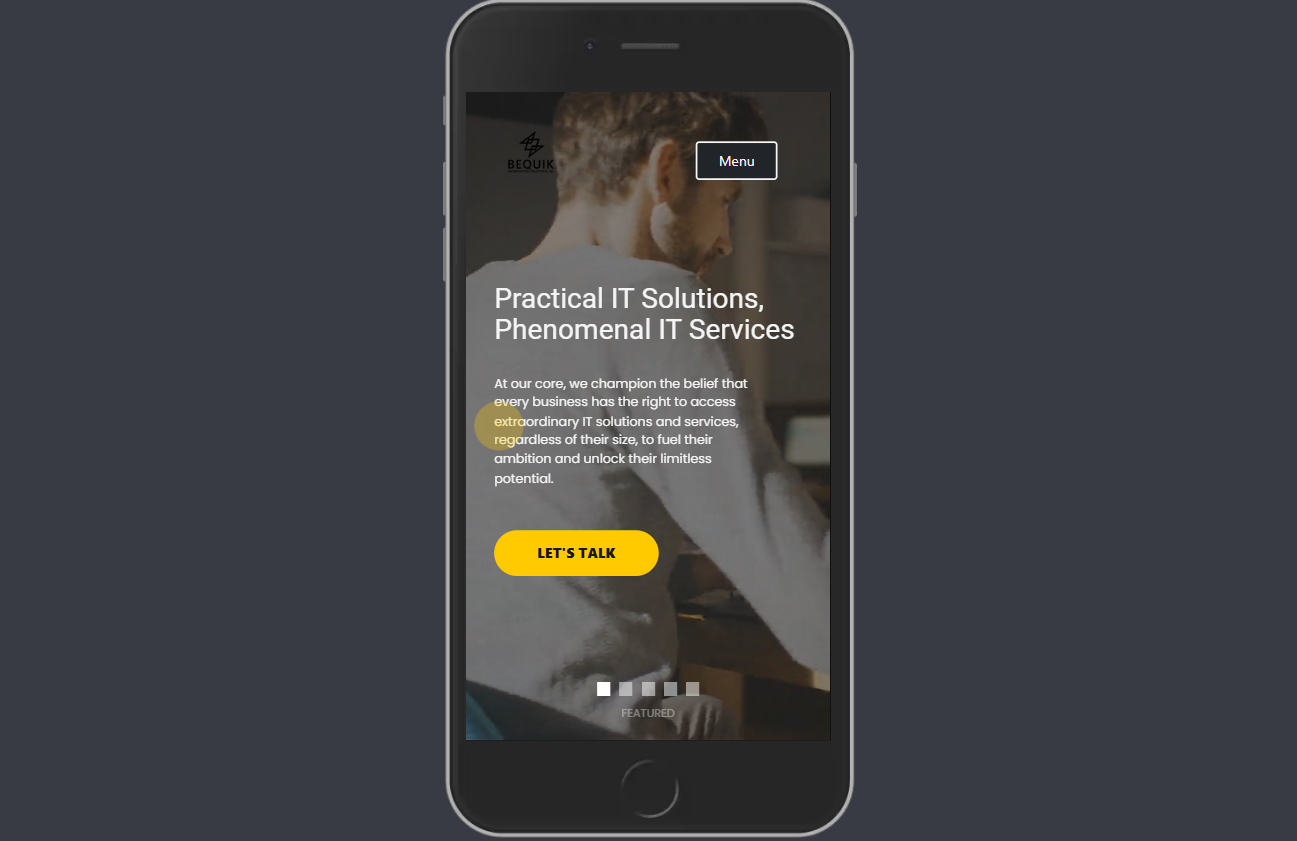 BEQUIK
Menu
Practical IT Solutions,
Phenomenal IT Services
At our core, we champion the belief that
every business has the right to access
extraordinary IT solutions and services,
regardless of their size, to fuel their
ambition and unlock their limitless
potential.
LET'S TALK
FEATURED